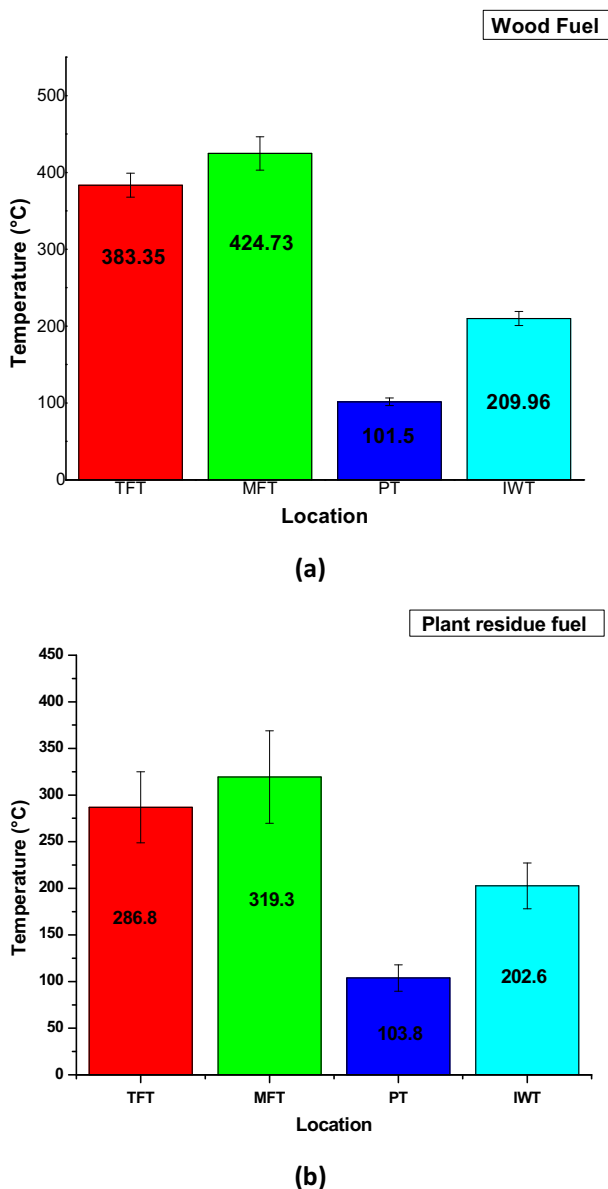 Wood Fuel
500
400
300
200
100
0
Temperature (°C)
383.35
424.73
101.5
209.96
TFT MFT PT IWT
Location
(a)
Plant residue fuel
450
400
350
300
250
200
150
100
50
0
Temperature (°C)
286.8
319.3
103.8
202.6
TFT MFT PT IWT
Location
(b)